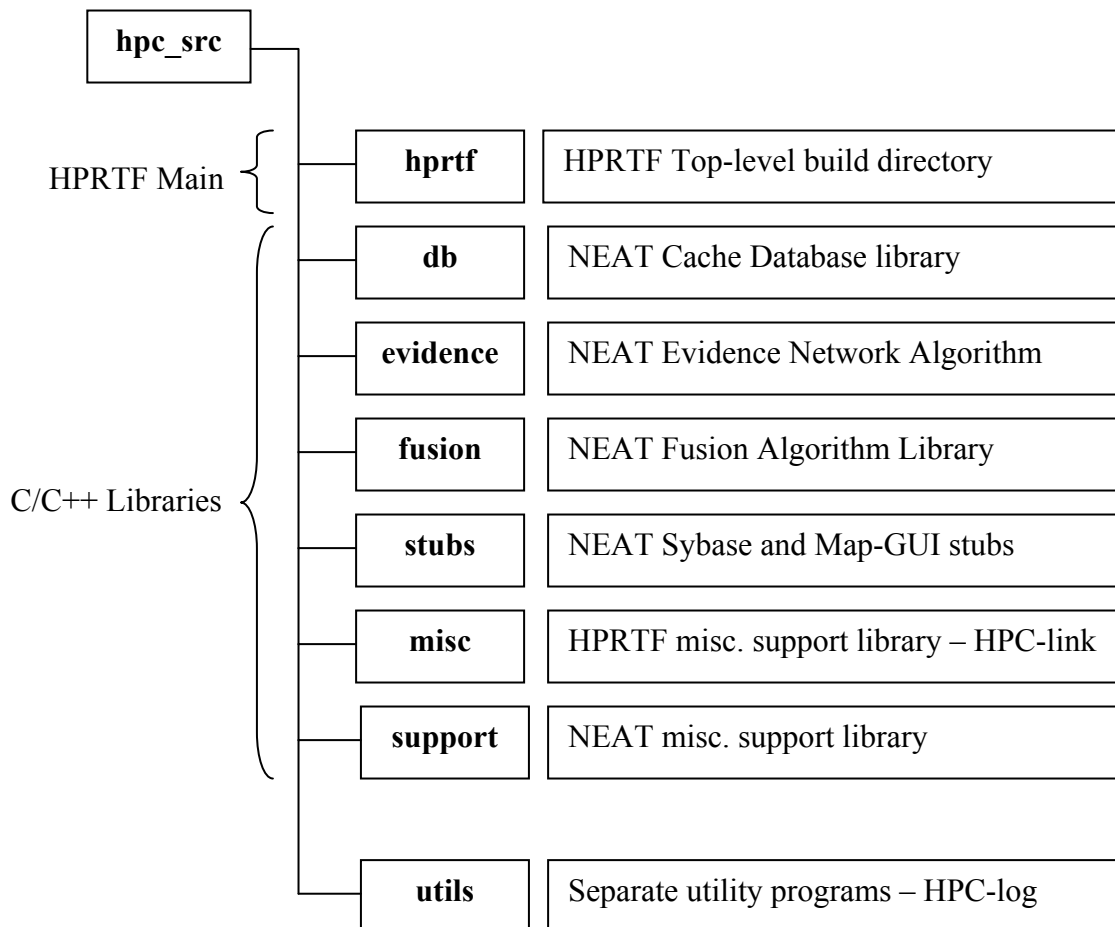 hpc_src
HPRTF Main
hprtf
HPRTF Top-level build directory
db
NEAT Cache Database library
evidence
NEAT Evidence Network Algorithm
fusion
NEAT Fusion Algorithm Library
C/C++ Libraries
stubs
NEAT Sybase and Map-GUI stubs
misc
HPRTF misc. support library – HPC-link
support
NEAT misc. support library
utils
Separate utility programs – HPC-log